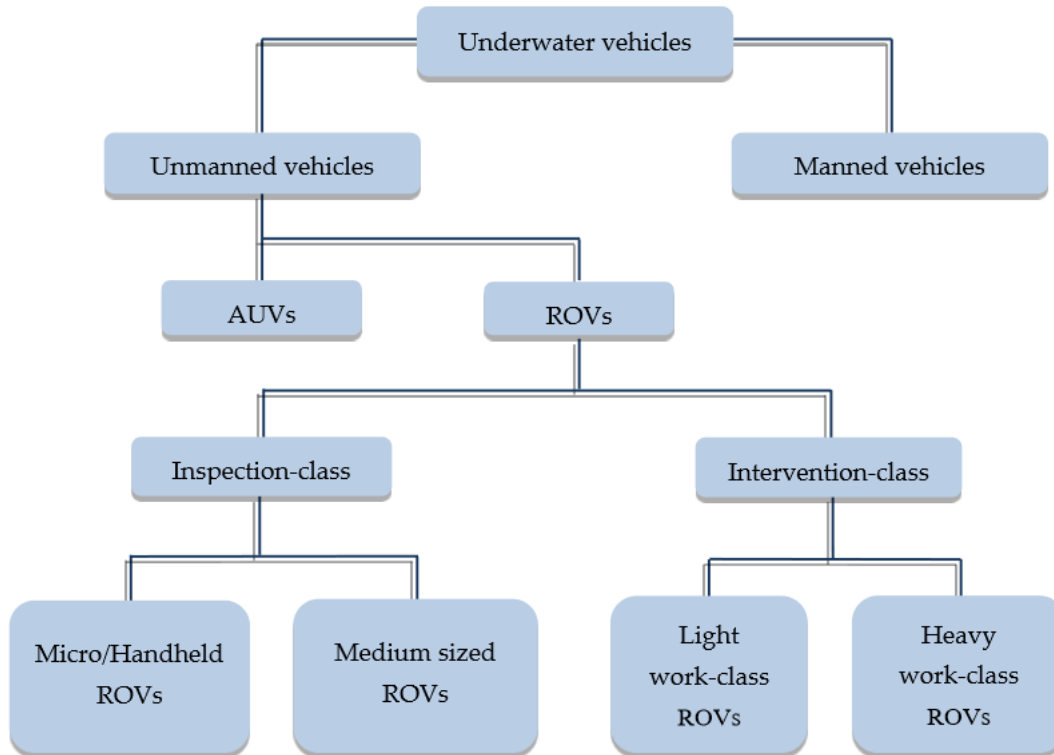 Underwater vehicles
Unmanned vehicles
Manned vehicles
AUVs
ROVs
Inspection-class
Intervention-class
Micro/Handheld
ROVs
Medium sized
ROVs
Light
work-class
ROVs
Heavy
work-class
ROVs